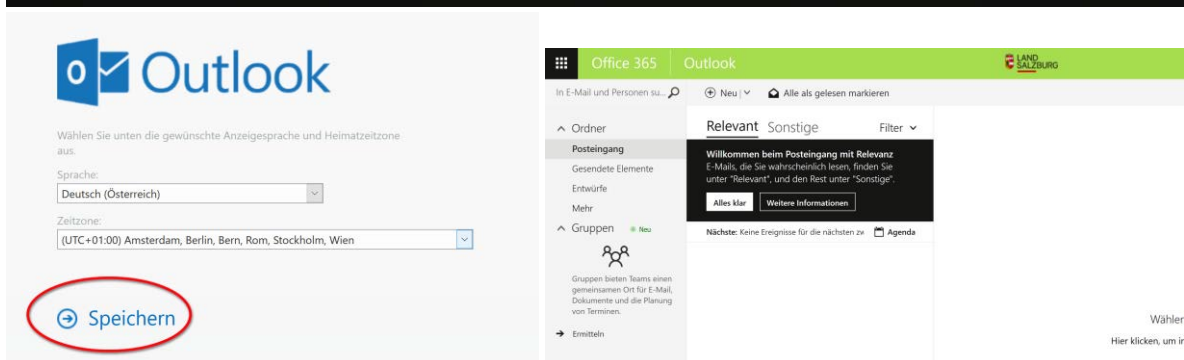 Outlook
Wählen Sie unten die gewünschte Anzeigesprache und Heimatzeitzone
aus.
Sprache:
Deutsch (Österreich)
Zeitzone:
(UTC+01:00) Amsterdam, Berlin, Bern, Rom, Stockholm, Wien
Speichern
Office 365 Outlook
LAND
SALZBURG
In E-Mail und Personen su...
Neu
Alle als gelesen markieren
Ordner
Posteingang
Gesendete Elemente
Entwürfe
Mehr
Gruppen Neu
Gruppen bieten Teams einen
gemeinsamen Ort für E-Mail,
Dokumente und die Planung
von Terminen.
Ermitteln
Relevant Sonstige Filter
Willkommen beim Posteingang mit Relevanz
E-Mails, die Sie wahrscheinlich lesen, finden Sie
unter "Relevant", und den Rest unter "Sonstige".
Alles klar Weitere Informationen
Nächste: Keine Ereignisse für die nächsten zw Agenda
Wählen
Hier klicken, um in